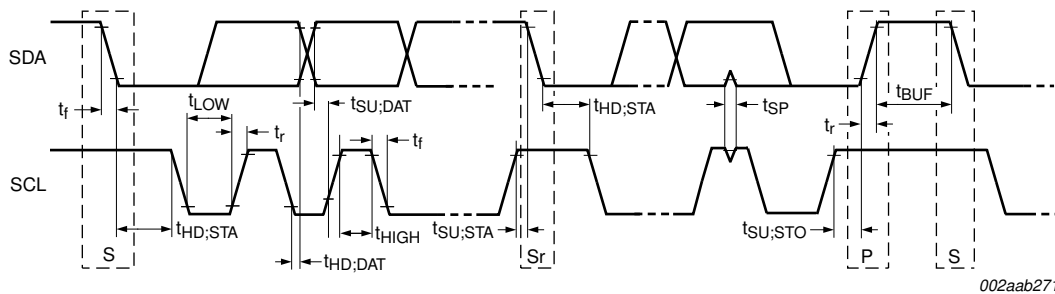 SDA
t_f
t_LOW
t_r
t_SU;DAT
t_f
t_HD;STA
t_SP
t_r
t_BUF
SCL
t_HD;STA
t_HD;DAT
t_HIGH
t_SU;STA
t_SU;STO
S
Sr
P
S
002aab271